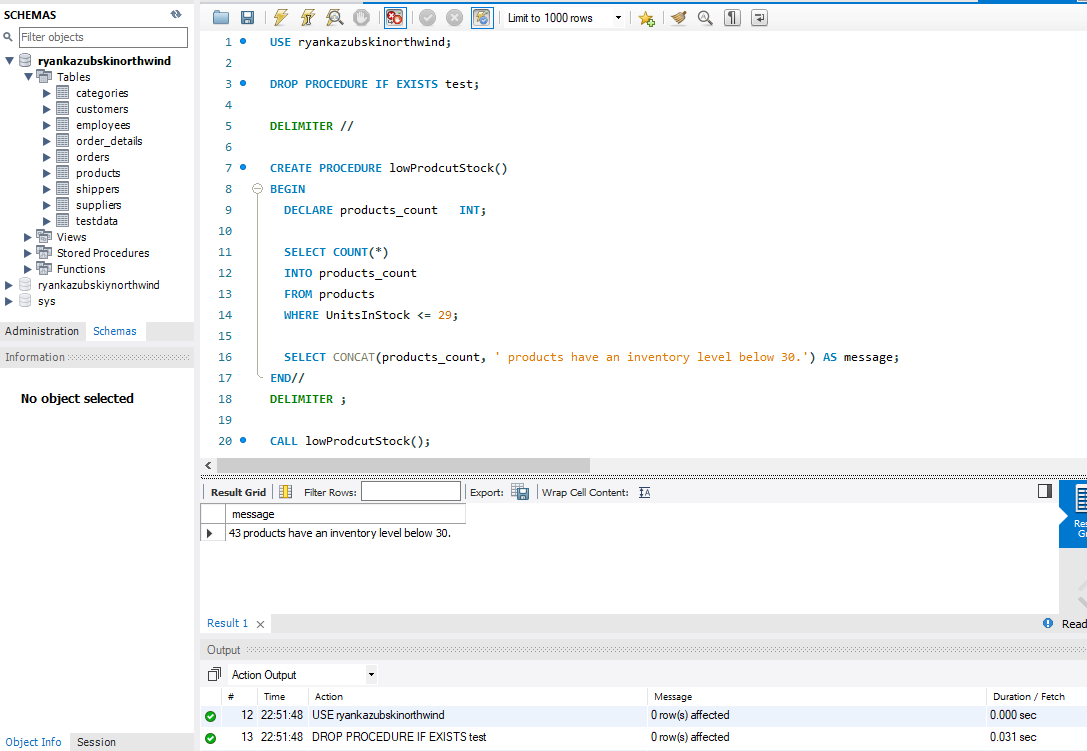 SCHEMAS
Filter objects
ryankazubskinorthwind
Tables
categories
customers
employees
order_details
orders
products
shippers
suppliers
testdata
Views
Stored Procedures
Functions
ryankazubskiynorthwind
sys
Administration Schemas
Information
No object selected
Object Info Session
Limit to 1000 rows
1 USE ryankazubskinorthwind;
2
3 DROP PROCEDURE IF EXISTS test;
4
5 DELIMITER //
6
7 CREATE PROCEDURE lowProdcutStock()
8 BEGIN
9 DECLARE products_count INT;
10
11 SELECT COUNT(*)
12 INTO products_count
13 FROM products
14 WHERE UnitsInStock <= 29;
15
16 SELECT CONCAT(products_count, ' products have an inventory level below 30.') AS message;
17 END//
18 DELIMITER ;
19
20 CALL lowProdcutStock();
Result Grid Filter Rows: Export: Wrap Cell Content: IA
message
43 products have an inventory level below 30.
Result 1
Output
Action Output
# Time Action Message Duration / Fetch
12 22:51:48 USE ryankazubskinorthwind 0 row(s) affected 0.000 sec
13 22:51:48 DROP PROCEDURE IF EXISTS test 0 row(s) affected 0.031 sec